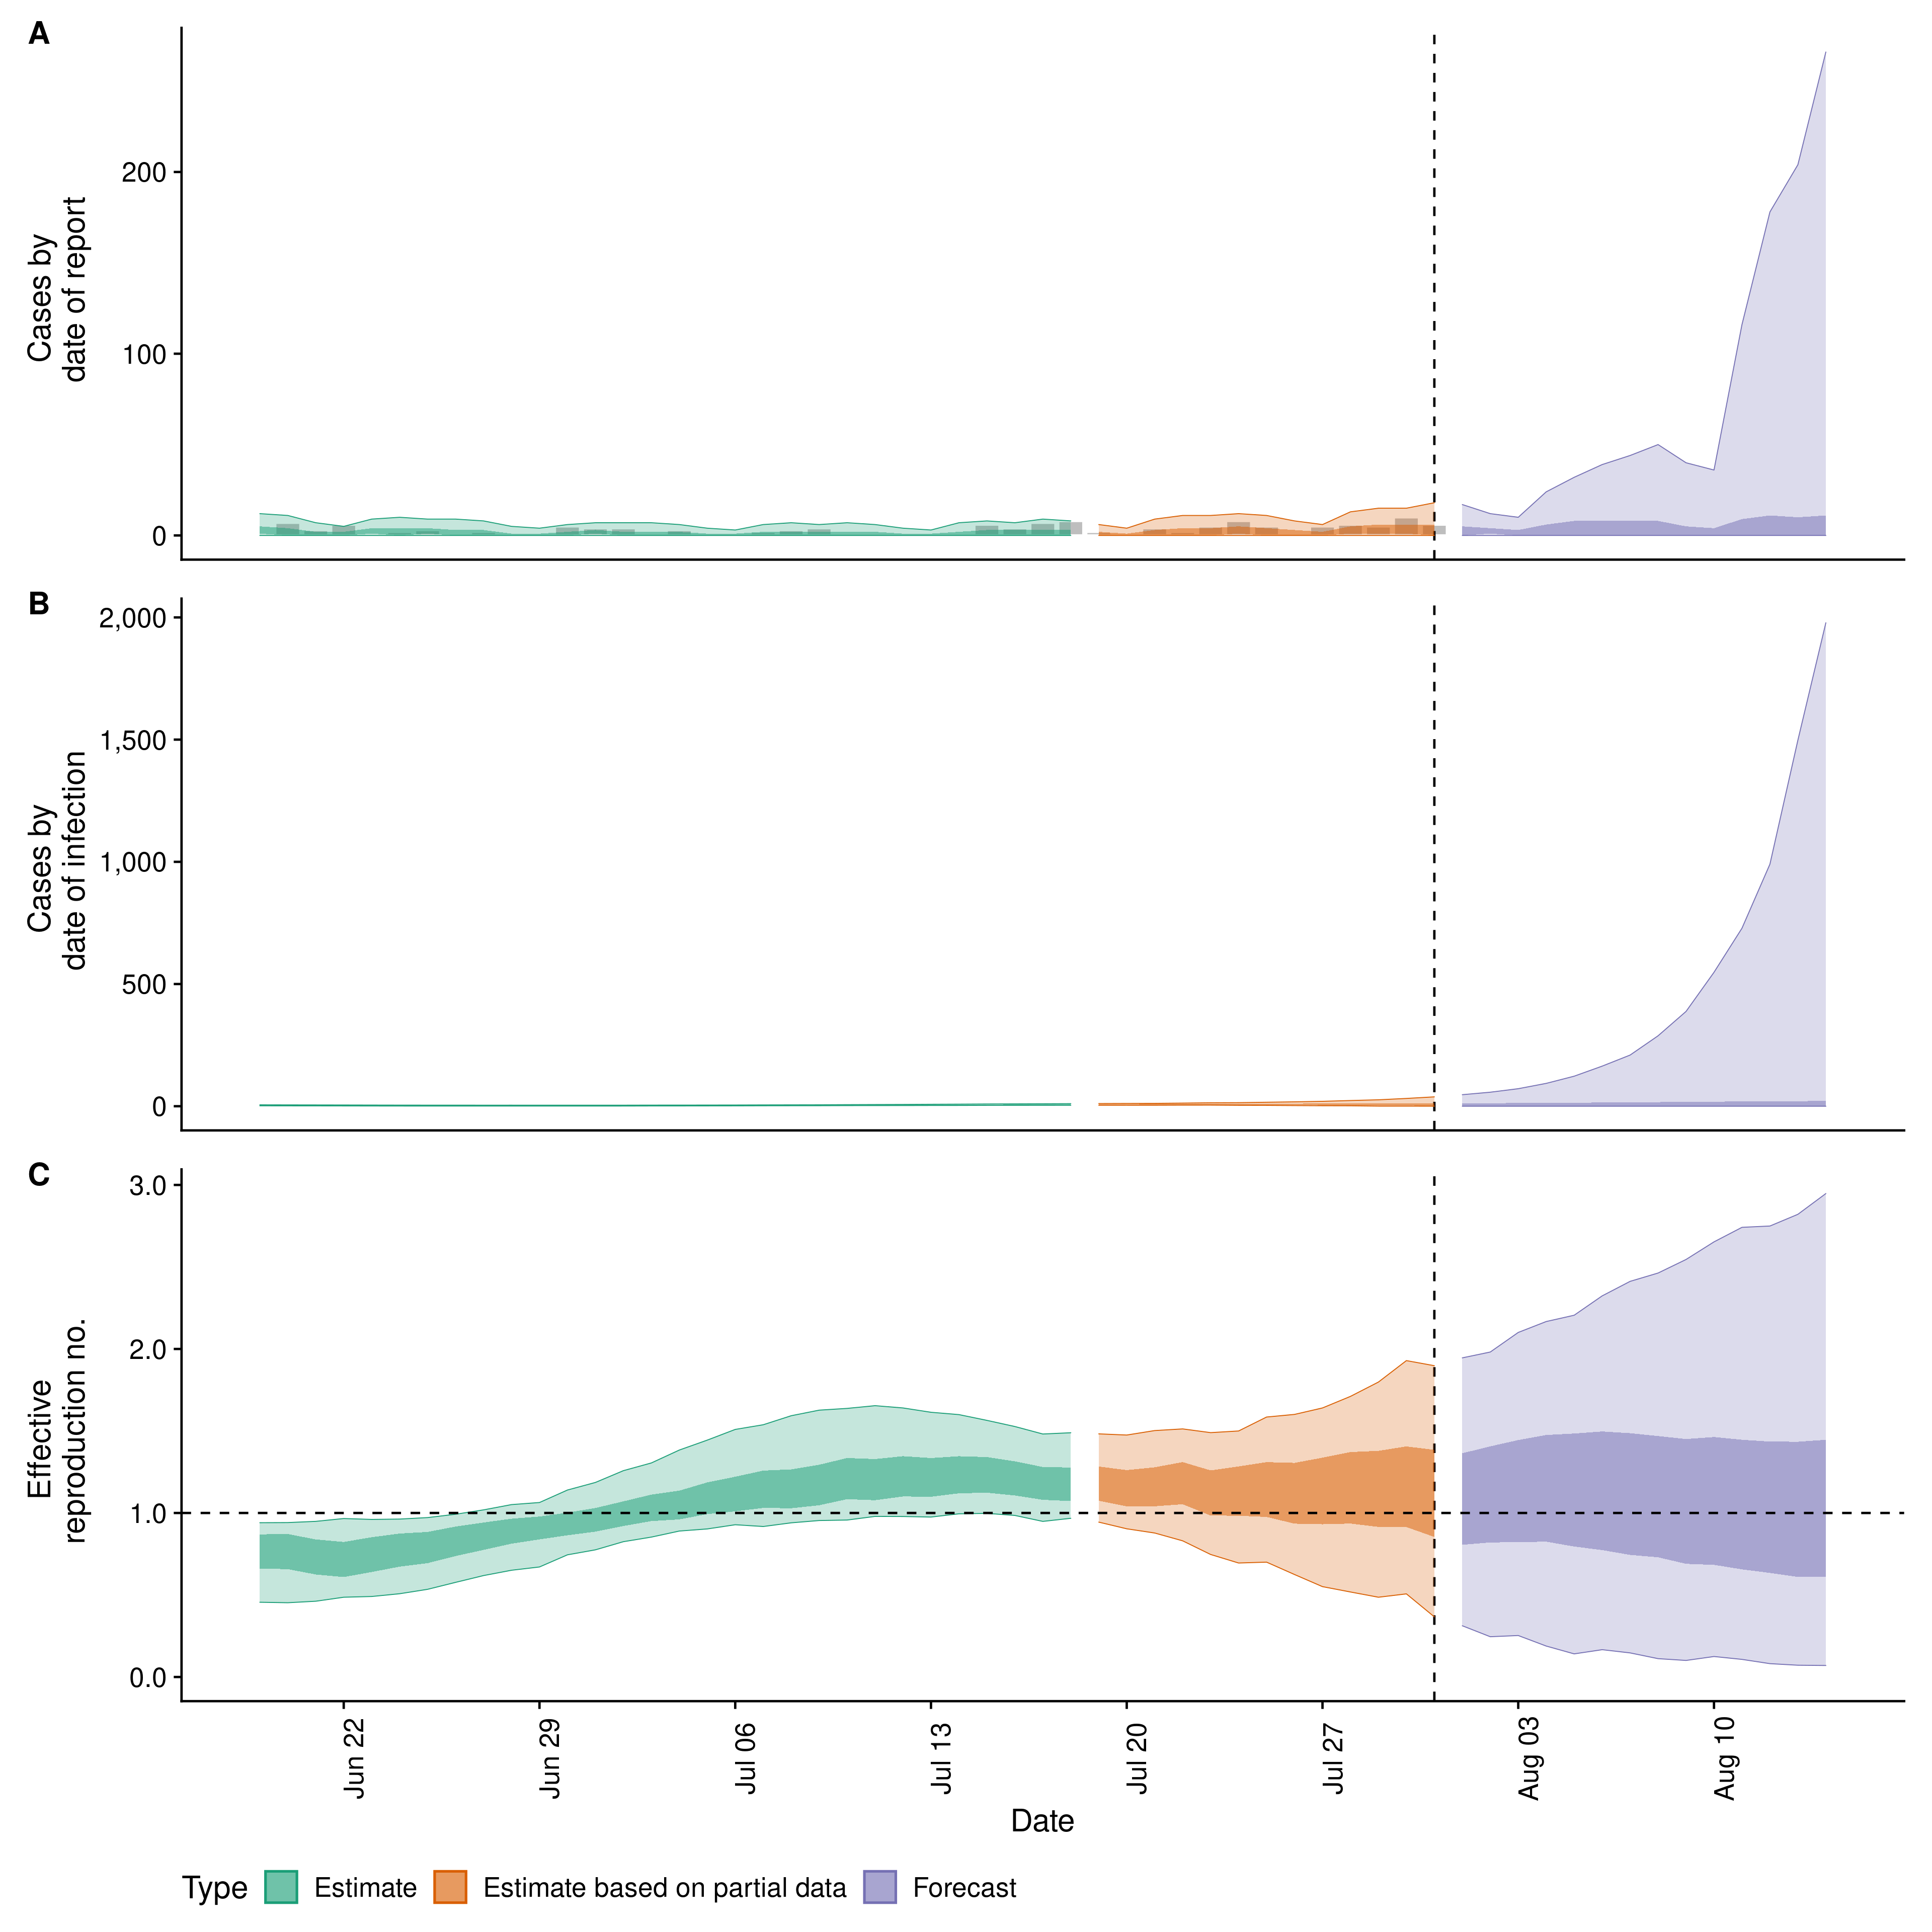 A
Cases by
date of report
200
100
0
B
Cases by
date of infection
2,000
1,500
1,000
500
0
C
Effective
reproduction no.
3.0
2.0
1.0
0.0
Jun 22
Jun 29
Jul 06
Jul 13
Jul 20
Jul 27
Aug 03
Aug 10
Date
Type Estimate Estimate based on partial data Forecast